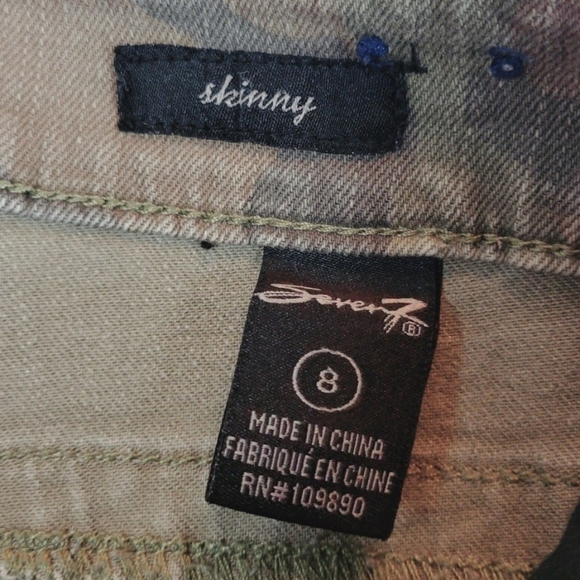 skinny
Seven7®
8
MADE IN CHINA
FABRIQUÉ EN CHINE
RN#109890